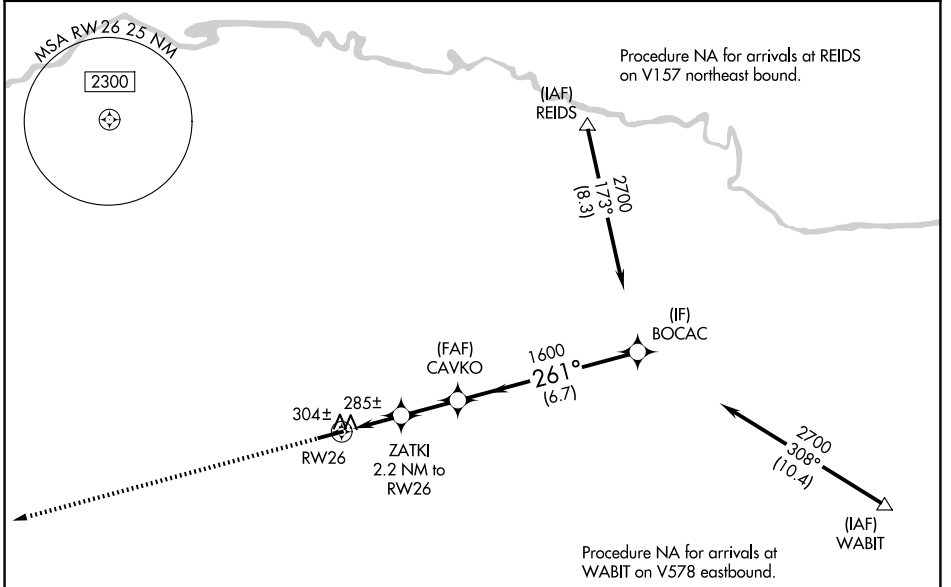 MSA RW26 25 NM
2300
Procedure NA for arrivals at REIDS
on V157 northeast bound.
(IAF)
REIDS
2700
173°
(8.3)
(IF)
BOCAC
(FAF)
CAVKO
1600
261°
(6.7)
304±
285±
RW26
ZATKI
2.2 NM to
RW26
2700
308°
(10.4)
(IAF)
WABIT
Procedure NA for arrivals at
WABIT on V578 eastbound.